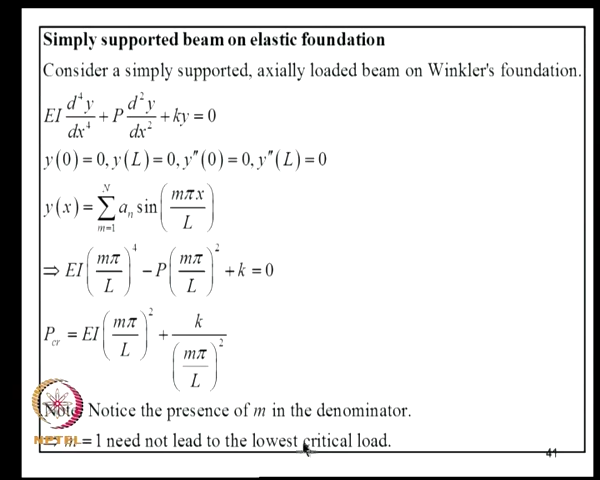 Simply supported beam on elastic foundation
Consider a simply supported, axially loaded beam on Winkler's foundation.
EI d⁴y/dx⁴ + P d²y/dx² + ky = 0
y(0) = 0, y(L) = 0, y″(0) = 0, y″(L) = 0
y(x) = ∑_{m=1}^{N} a_n sin(mπx/L)
⇒ EI(mπ/L)⁴ − P(mπ/L)² + k = 0
P_cr = EI(mπ/L)² + k/(mπ/L)²
Note: Notice the presence of m in the denominator.
⇒ m = 1 need not lead to the lowest critical load.
NPTEL
41